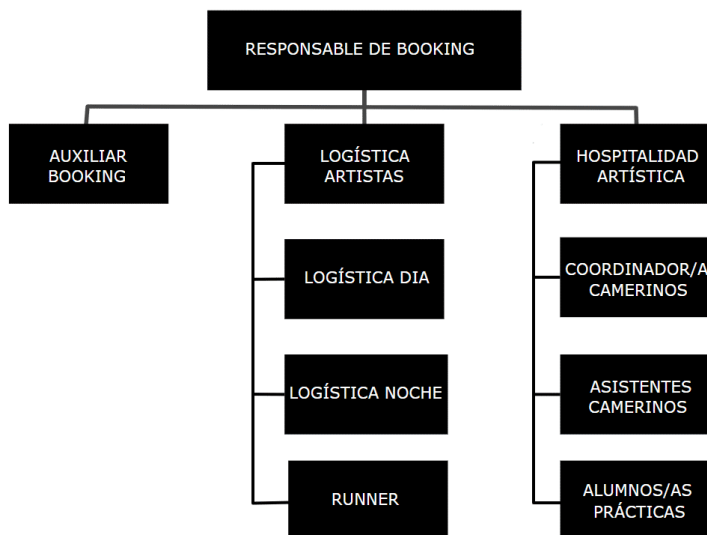 RESPONSABLE DE BOOKING
AUXILIAR
BOOKING
LOGÍSTICA
ARTISTAS
HOSPITALIDAD
ARTÍSTICA
LOGÍSTICA DIA
COORDINADOR/A
CAMERINOS
LOGÍSTICA NOCHE
ASISTENTES
CAMERINOS
RUNNER
ALUMNOS/AS
PRÁCTICAS